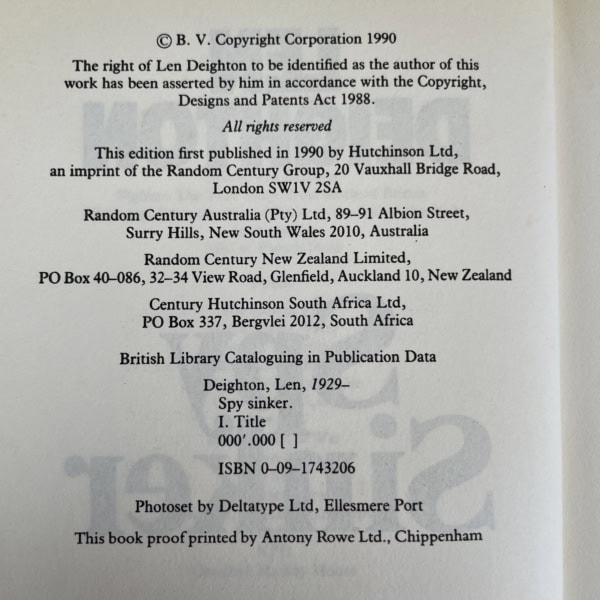 © B. V. Copyright Corporation 1990
The right of Len Deighton to be identified as the author of this
work has been asserted by him in accordance with the Copyright,
Designs and Patents Act 1988.
All rights reserved
This edition first published in 1990 by Hutchinson Ltd,
an imprint of the Random Century Group, 20 Vauxhall Bridge Road,
London SW1V 2SA
Random Century Australia (Pty) Ltd, 89–91 Albion Street,
Surry Hills, New South Wales 2010, Australia
Random Century New Zealand Limited,
PO Box 40–086, 32–34 View Road, Glenfield, Auckland 10, New Zealand
Century Hutchinson South Africa Ltd,
PO Box 337, Bergvlei 2012, South Africa
British Library Cataloguing in Publication Data
Deighton, Len, 1929–
Spy sinker.
I. Title
000'.000 [ ]
ISBN 0–09–1743206
Photoset by Deltatype Ltd, Ellesmere Port
This book proof printed by Antony Rowe Ltd., Chippenham